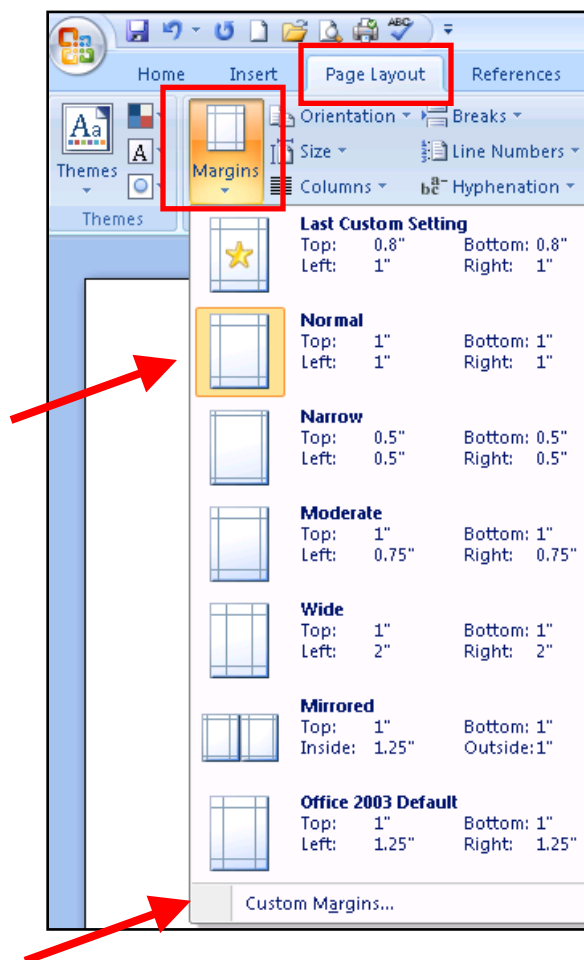 ABC
Home Insert Page Layout References
Aa Margins Orientation Breaks
A Size Line Numbers
Themes Columns Hyphenation
Themes
Last Custom Setting
Top: 0.8" Bottom: 0.8"
Left: 1" Right: 1"
Normal
Top: 1" Bottom: 1"
Left: 1" Right: 1"
Narrow
Top: 0.5" Bottom: 0.5"
Left: 0.5" Right: 0.5"
Moderate
Top: 1" Bottom: 1"
Left: 0.75" Right: 0.75"
Wide
Top: 1" Bottom: 1"
Left: 2" Right: 2"
Mirrored
Top: 1" Bottom: 1"
Inside: 1.25" Outside: 1"
Office 2003 Default
Top: 1" Bottom: 1"
Left: 1.25" Right: 1.25"
Custom Margins...